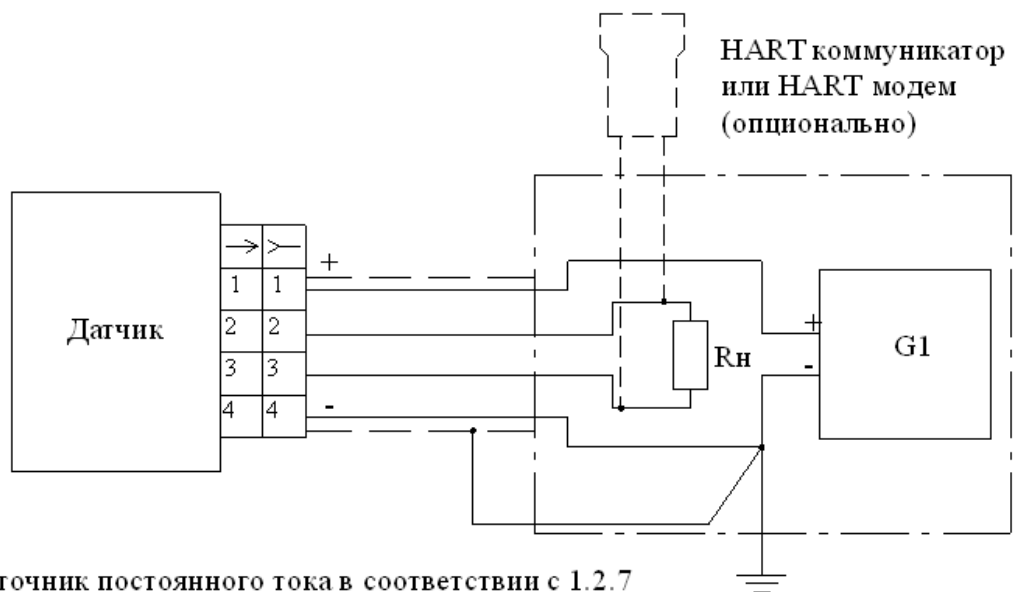 HART коммуникатор
или HART модем
(опционально)
+
1 1
Датчик
2 2
3 3
4 4
-
Rн
+
-
G1
постоянного тока в соответствии с 1.2.7